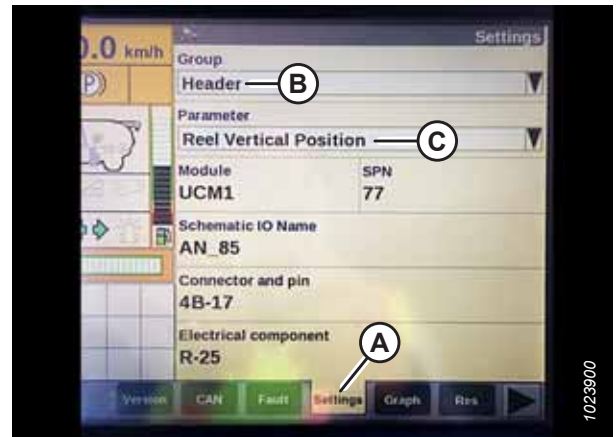 Settings
0.0 km/h
Group
(P)
Header
B
Parameter
Reel Vertical Position
C
Module
SPN
UCM1
77
Schematic IO Name
AN_85
Connector and pin
4B-17
Electrical component
A
R-25
Version
CAN
Fault
Settings
Graph
Res
1023900